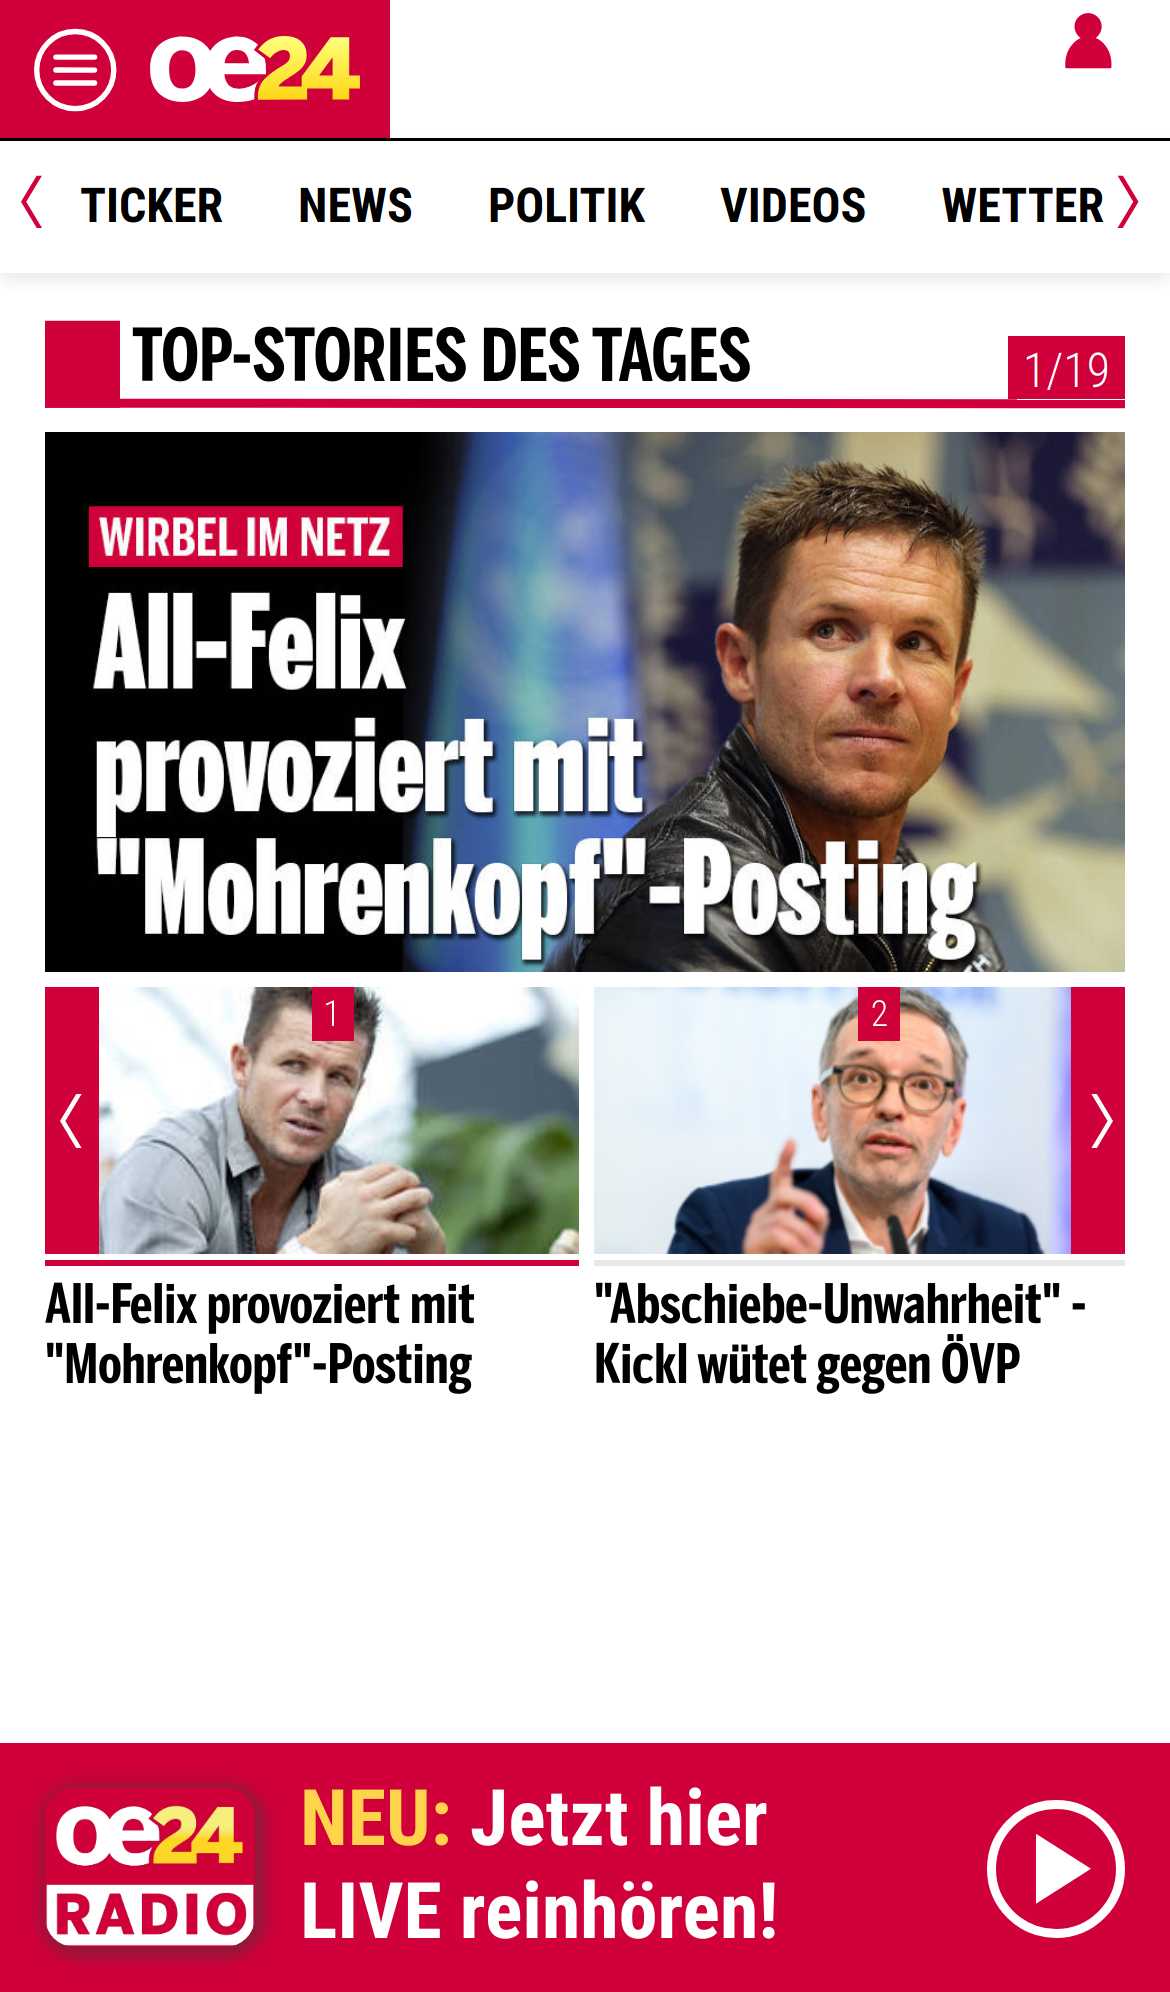 oe24
TICKER NEWS POLITIK VIDEOS WETTER
TOP-STORIES DES TAGES
1/19
WIRBEL IM NETZ
All-Felix
provoziert mit
"Mohrenkopf"-Posting
1
2
All-Felix provoziert mit
"Mohrenkopf"-Posting
"Abschiebe-Unwahrheit" -
Kickl wütet gegen ÖVP
oe24
RADIO
NEU: Jetzt hier
LIVE reinhören!